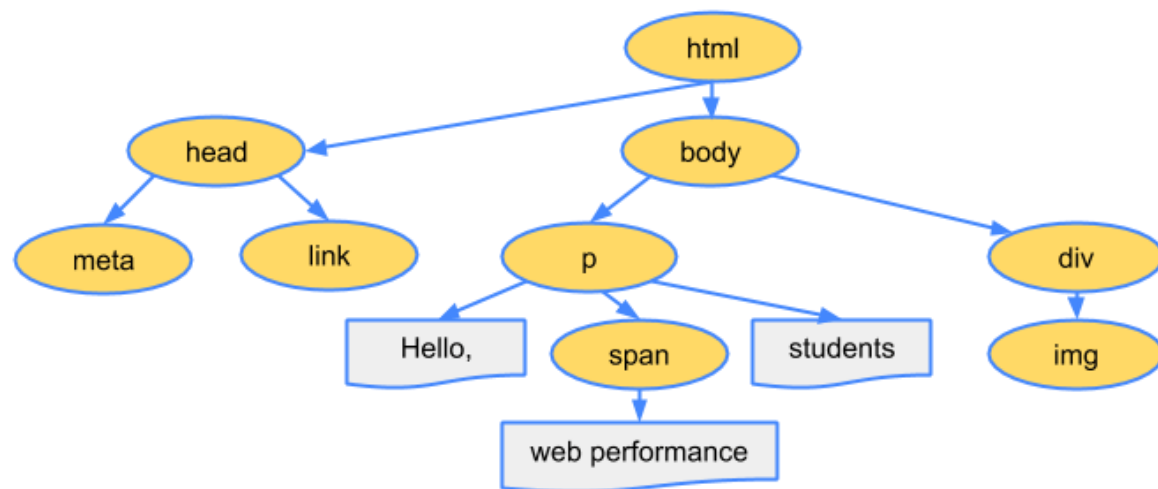 html
head
body
meta
link
p
div
Hello,
span
students
img
web performance